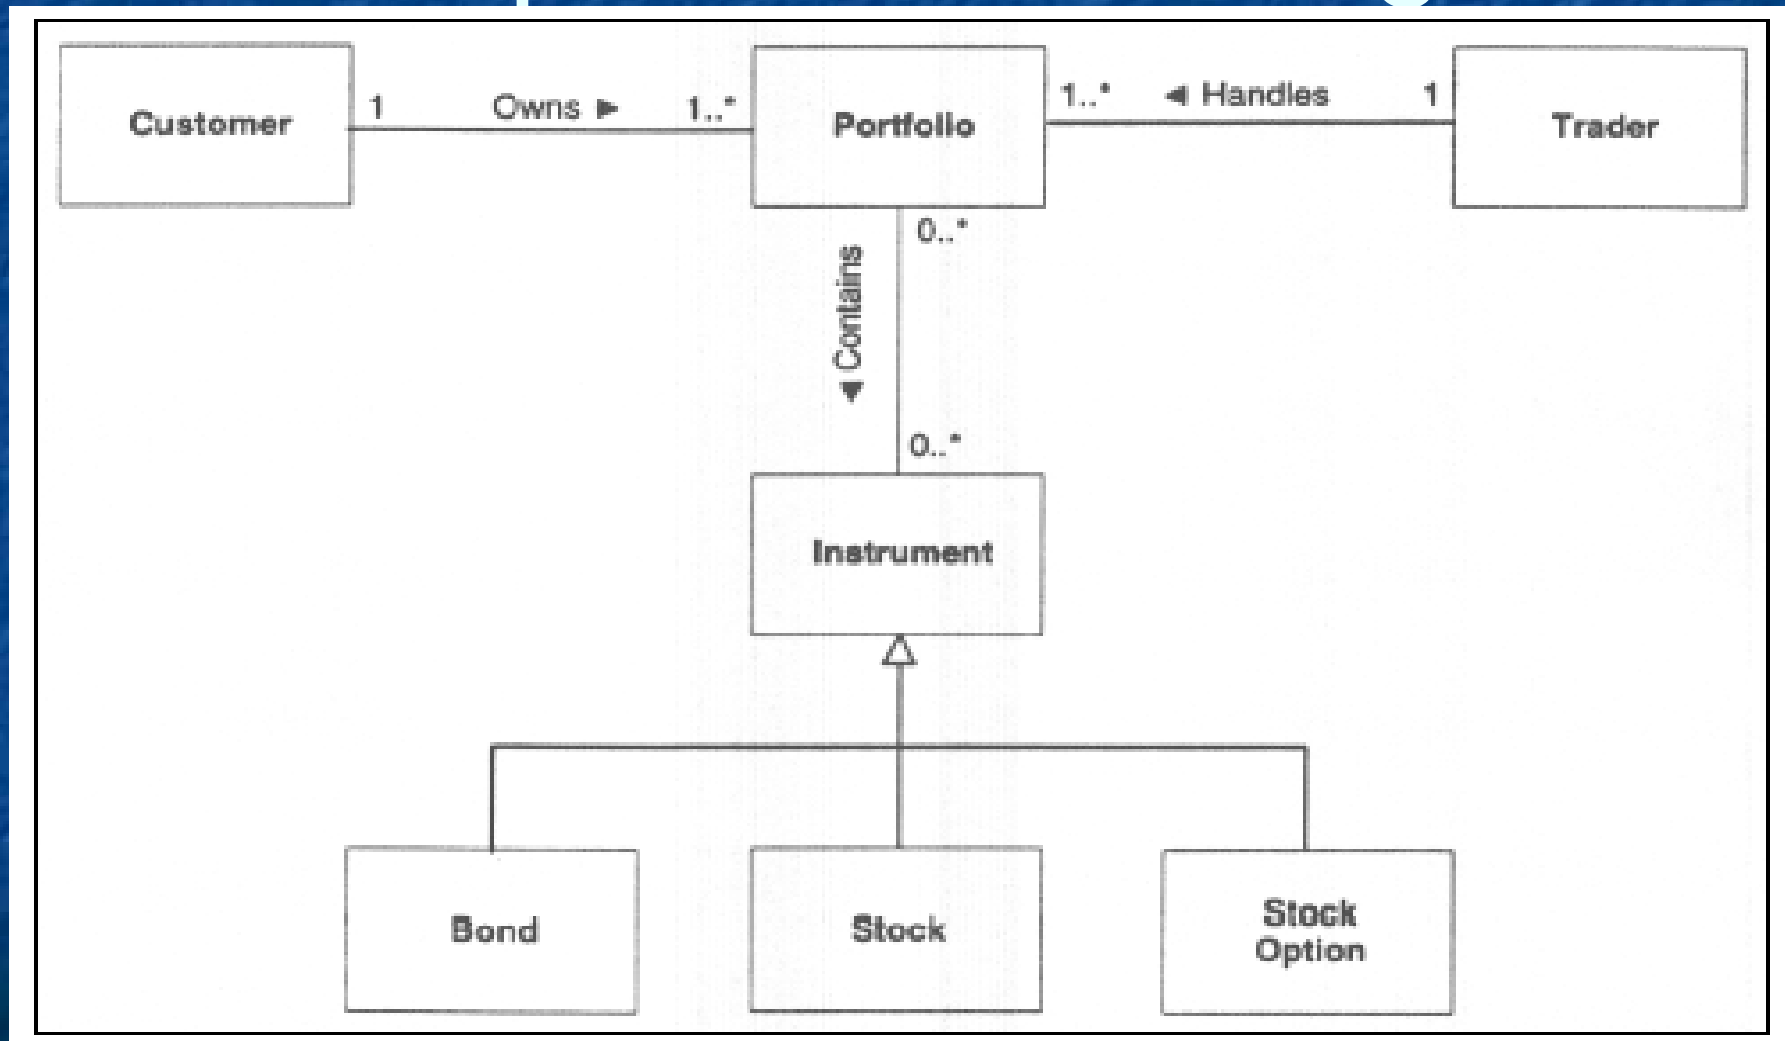 Customer
1
Owns ►
1..*
Portfolio
1..*
◄ Handles
1
Trader
0..*
◄ Contains
0..*
Instrument
Bond
Stock
Stock
Option